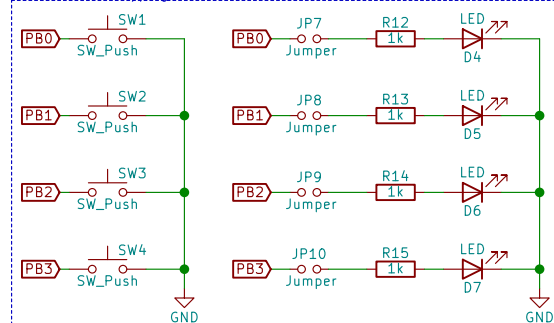 SW1
PB0
SW_Push
JP7
R12
LED
PB0
1k
Jumper
D4
SW2
PB1
SW_Push
JP8
R13
LED
PB1
1k
Jumper
D5
SW3
PB2
SW_Push
JP9
R14
LED
PB2
1k
Jumper
D6
SW4
PB3
SW_Push
JP10
R15
LED
PB3
1k
Jumper
D7
GND
GND